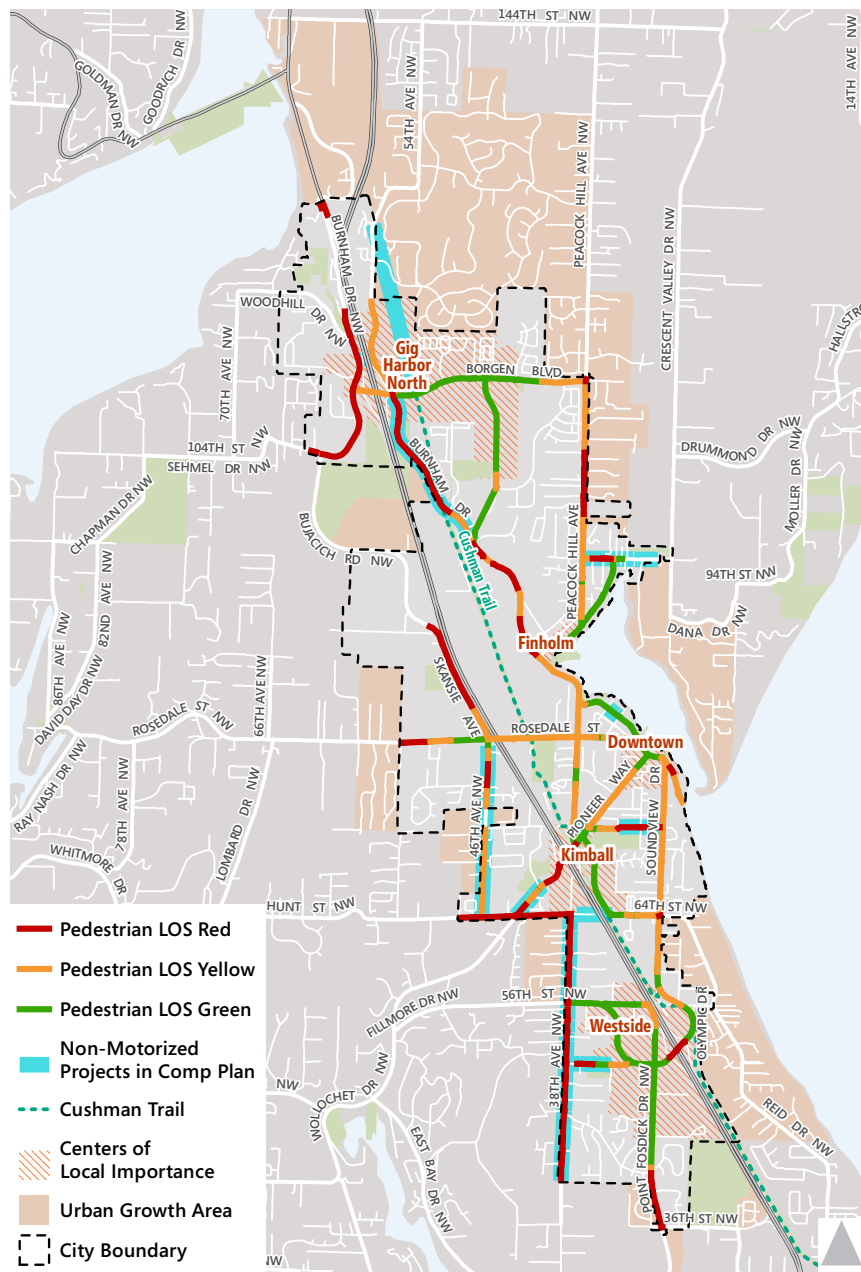 144TH ST NW
14TH AVE NW
GOLDMAN DR NW
GOODRICH DR NW
54TH AVE NW
PEACOCK HILL AVE NW
CRESCENT VALLEY DR NW
BURNHAM DR NW
WOODHILL DR NW
70TH AVE NW
Gig
Harbor
North
BORGEN BLVD
HALLSTRO
104TH ST NW
SEHMEL DR NW
DRUMMOND DR NW
MOLLER DR NW
CHAPMAN DR NW
BURNHAM DR
BUJACICH RD NW
Cushman Trail
PEACOCK HILL AVE
94TH ST NW
DANA DR NW
86TH AVE NW
82ND AVE NW
DAVID DAY DR NW
66TH AVE NW
Finholm
SKANSIE AVE
ROSEDALE ST NW
ROSEDALE ST
Downtown
RAY NASH DR NW
78TH AVE NW
LOMBARD DR NW
46TH AVE NW
PIONEER WAY
SOUNDVIEW DR
WHITMORE DR
Kimball
HUNT ST NW
64TH ST NW
FILLMORE DR NW
56TH ST NW
Westside
OLYMPIC DR
38TH AVE NW
NW
WOLLOCHET DR NW
EAST BAY DR NW
POINT FOSDICK DR NW
REID DR NW
36TH ST NW
NW
Pedestrian LOS Red
Pedestrian LOS Yellow
Pedestrian LOS Green
Non-Motorized
Projects in Comp Plan
Cushman Trail
Centers of
Local Importance
Urban Growth Area
City Boundary